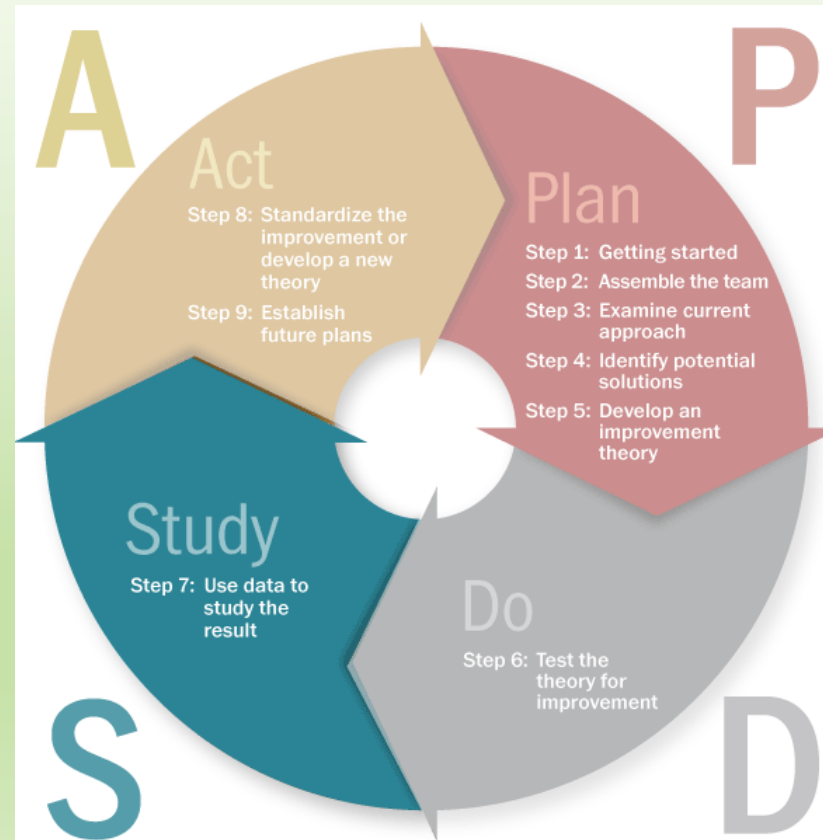 A
P
Act
Step 8: Standardize the
improvement or
develop a new
theory
Step 9: Establish
future plans
Plan
Step 1: Getting started
Step 2: Assemble the team
Step 3: Examine current
approach
Step 4: Identify potential
solutions
Step 5: Develop an
improvement
theory
Study
Step 7: Use data to
study the
result
Do
Step 6: Test the
theory for
improvement
S
D